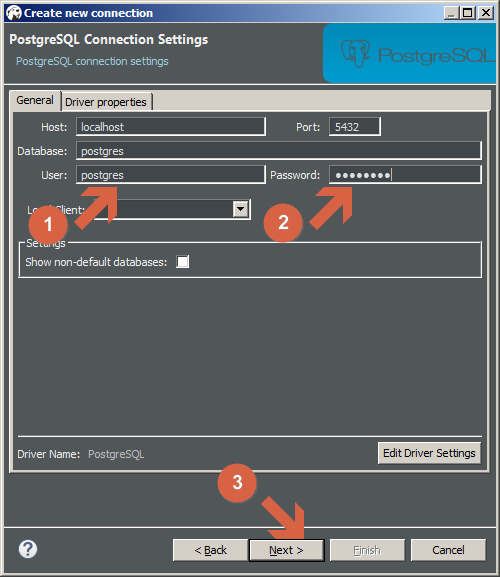 Create new connection
PostgreSQL Connection Settings
PostgreSQL connection settings
PostgreSQL
General Driver properties
Host: localhost Port: 5432
Database: postgres
User: postgres Password: ●●●●●●●●
1 2
Client:
Settings
Show non-default databases:
Driver Name: PostgreSQL Edit Driver Settings
3
? < Back Next > Finish Cancel